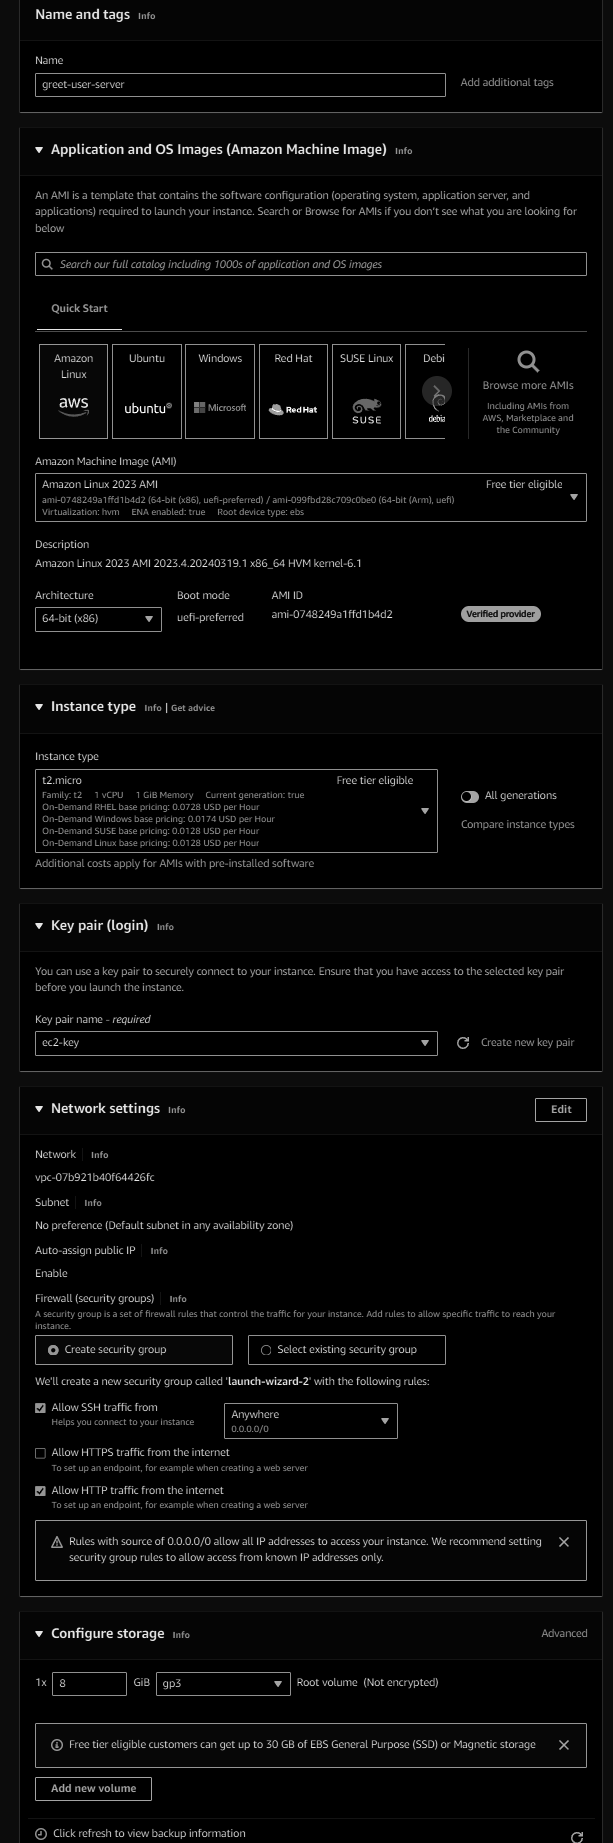 Name and tags Info
Name
greet-user-server Add additional tags
Application and OS Images (Amazon Machine Image) Info
An AMI is a template that contains the software configuration (operating system, application server, and
applications) required to launch your instance. Search or Browse for AMIs if you don't see what you are looking for
below
Search our full catalog including 1000s of application and OS images
Quick Start
Amazon Linux
aws
Ubuntu
ubuntu
Windows
Microsoft
Red Hat
Red Hat
SUSE Linux
SUSE
Debi
debia
Browse more AMIs
Including AMIs from
AWS, Marketplace and
the Community
Amazon Machine Image (AMI)
Amazon Linux 2023 AMI Free tier eligible
ami-0748249a1ffd1b4d2 (64-bit (x86), uefi-preferred) / ami-099fbd28c709c0be0 (64-bit (Arm), uefi)
Virtualization: hvm ENA enabled: true Root device type: ebs
Description
Amazon Linux 2023 AMI 2023.4.20240319.1 x86_64 HVM kernel-6.1
Architecture Boot mode AMI ID
64-bit (x86) uefi-preferred ami-0748249a1ffd1b4d2 Verified provider
Instance type Info | Get advice
Instance type
t2.micro Free tier eligible
Family: t2 1 vCPU 1 GiB Memory Current generation: true
On-Demand RHEL base pricing: 0.0728 USD per Hour
On-Demand Windows base pricing: 0.0174 USD per Hour
On-Demand SUSE base pricing: 0.0128 USD per Hour
On-Demand Linux base pricing: 0.0128 USD per Hour
All generations
Compare instance types
Additional costs apply for AMIs with pre-installed software
Key pair (login) Info
You can use a key pair to securely connect to your instance. Ensure that you have access to the selected key pair
before you launch the instance.
Key pair name - required
ec2-key Create new key pair
Network settings Info Edit
Network Info
vpc-07b921b40f64426fc
Subnet Info
No preference (Default subnet in any availability zone)
Auto-assign public IP Info
Enable
Firewall (security groups) Info
A security group is a set of firewall rules that control the traffic for your instance. Add rules to allow specific traffic to reach your
instance.
Create security group Select existing security group
We'll create a new security group called 'launch-wizard-2' with the following rules:
Allow SSH traffic from
Helps you connect to your instance
Anywhere
0.0.0.0/0
Allow HTTPS traffic from the internet
To set up an endpoint, for example when creating a web server
Allow HTTP traffic from the internet
To set up an endpoint, for example when creating a web server
Rules with source of 0.0.0.0/0 allow all IP addresses to access your instance. We recommend setting
security group rules to allow access from known IP addresses only.
Configure storage Info Advanced
1x 8 GiB gp3 Root volume (Not encrypted)
Free tier eligible customers can get up to 30 GB of EBS General Purpose (SSD) or Magnetic storage
Add new volume
Click refresh to view backup information